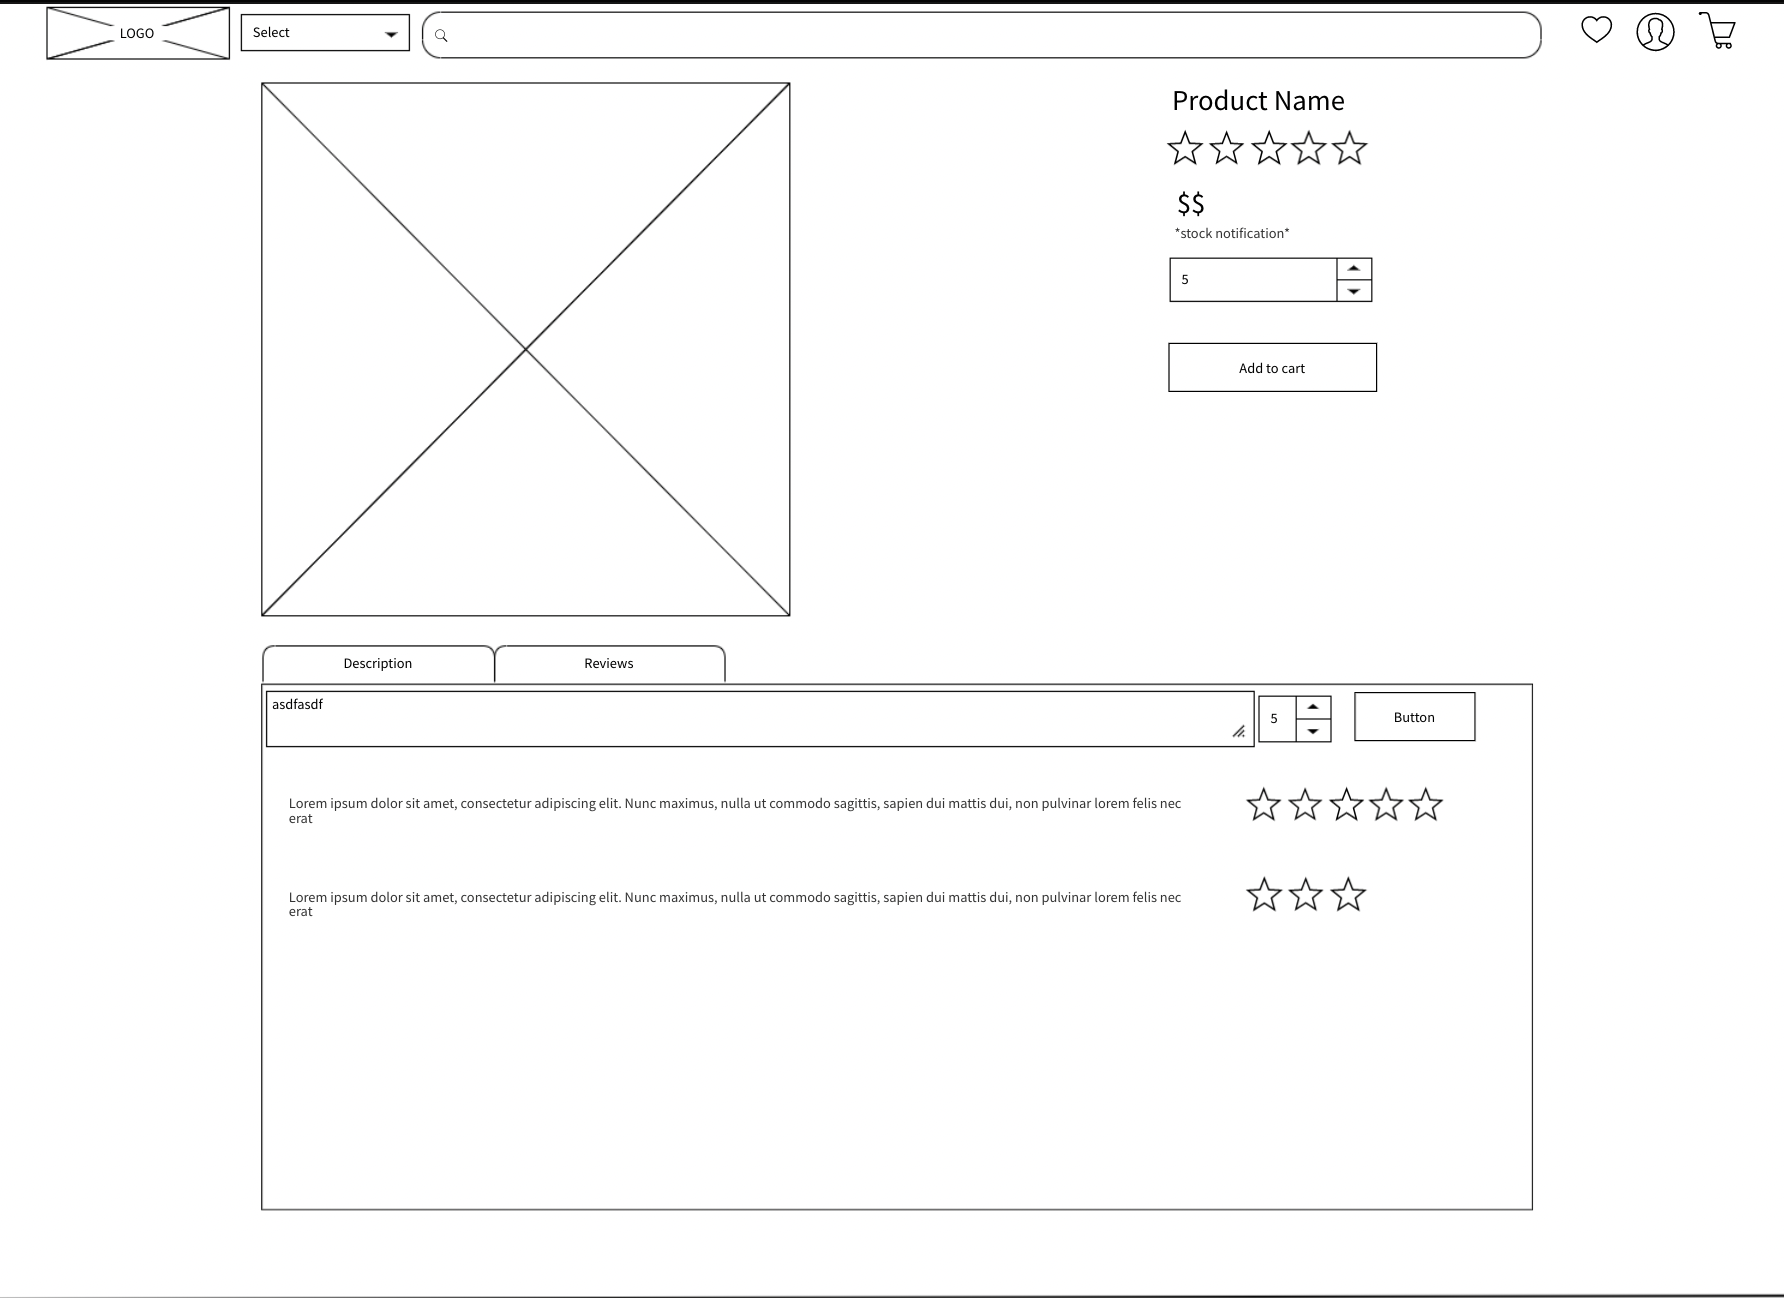 LOGO
Select
Product Name
$$
*stock notification*
5
Add to cart
Description
Reviews
asdfasdf
5
Button
Lorem ipsum dolor sit amet, consectetur adipiscing elit. Nunc maximus, nulla ut commodo sagittis, sapien dui mattis dui, non pulvinar lorem felis nec
erat
Lorem ipsum dolor sit amet, consectetur adipiscing elit. Nunc maximus, nulla ut commodo sagittis, sapien dui mattis dui, non pulvinar lorem felis nec
erat